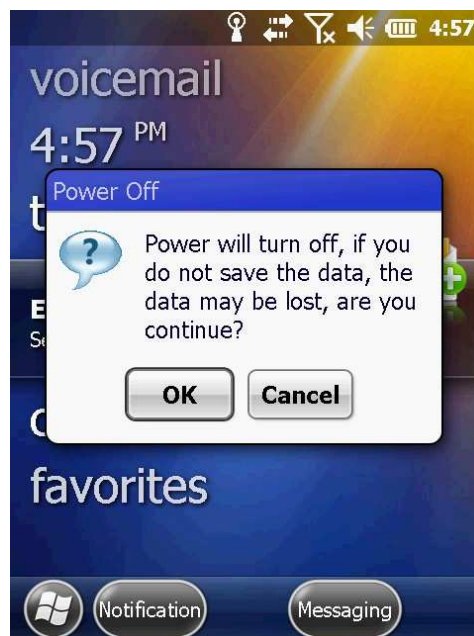 4:57
voicemail
4:57 PM
t
Power Off
Power will turn off, if you
do not save the data, the
data may be lost, are you
continue?
E
Se
OK Cancel
favorites
Notification Messaging